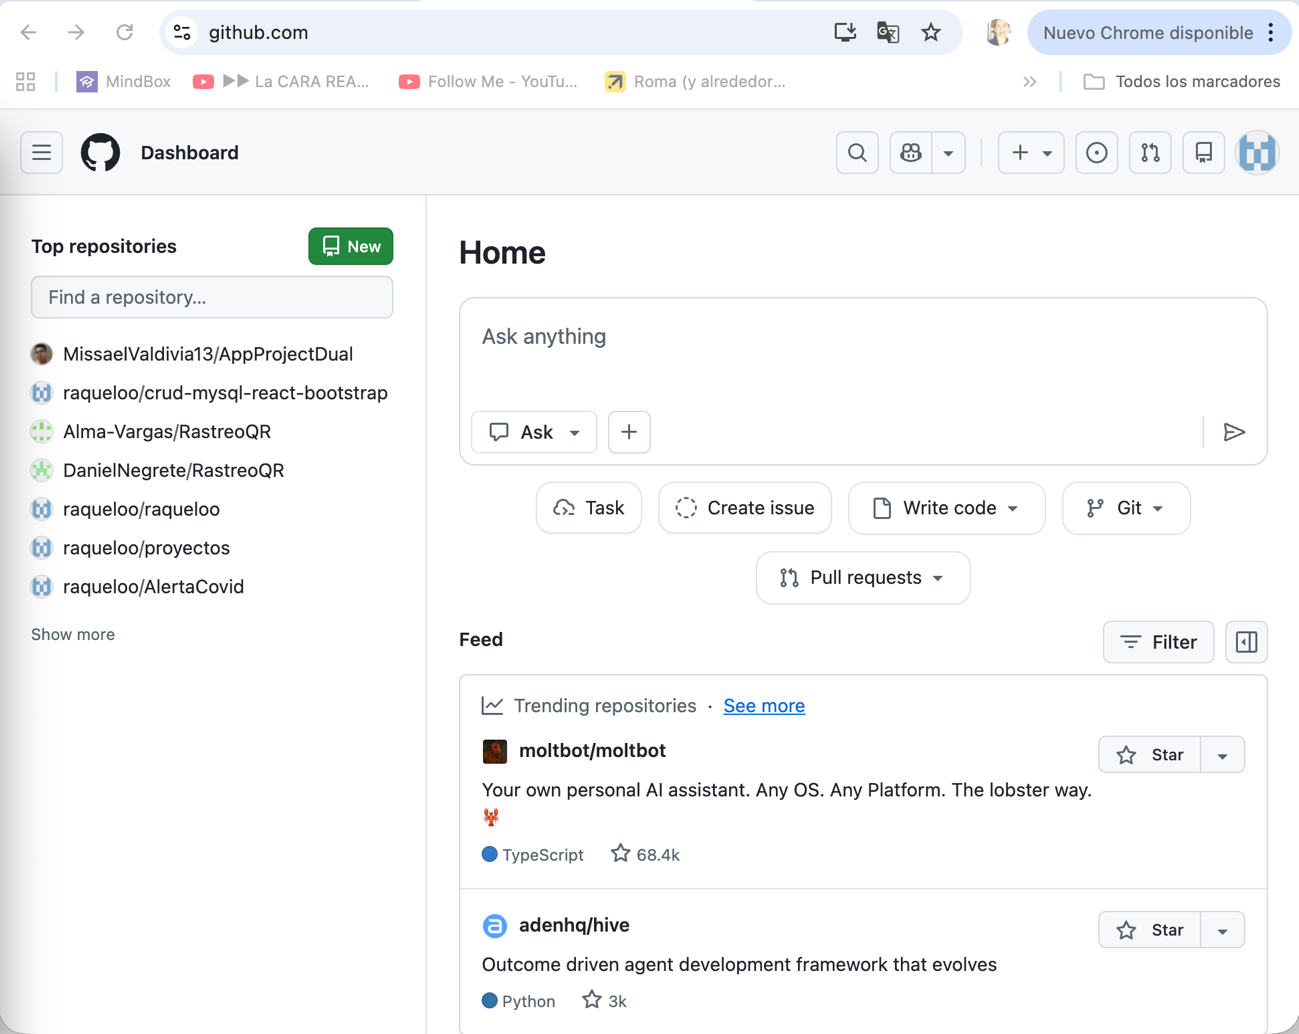 github.com
Nuevo Chrome disponible
MindBox
▶▶ La CARA REA...
Follow Me - YouTu...
Roma (y alrededor...
»
Todos los marcadores
Dashboard
Top repositories
New
Find a repository...
MissaelValdivia13/AppProjectDual
raqueloo/crud-mysql-react-bootstrap
Alma-Vargas/RastreoQR
DanielNegrete/RastreoQR
raqueloo/raqueloo
raqueloo/proyectos
raqueloo/AlertaCovid
Show more
Home
Ask anything
Ask
Task
Create issue
Write code
Git
Pull requests
Feed
Filter
Trending repositories · See more
moltbot/moltbot
Star
Your own personal AI assistant. Any OS. Any Platform. The lobster way.
🦞
TypeScript
68.4k
adenhq/hive
Star
Outcome driven agent development framework that evolves
Python
3k